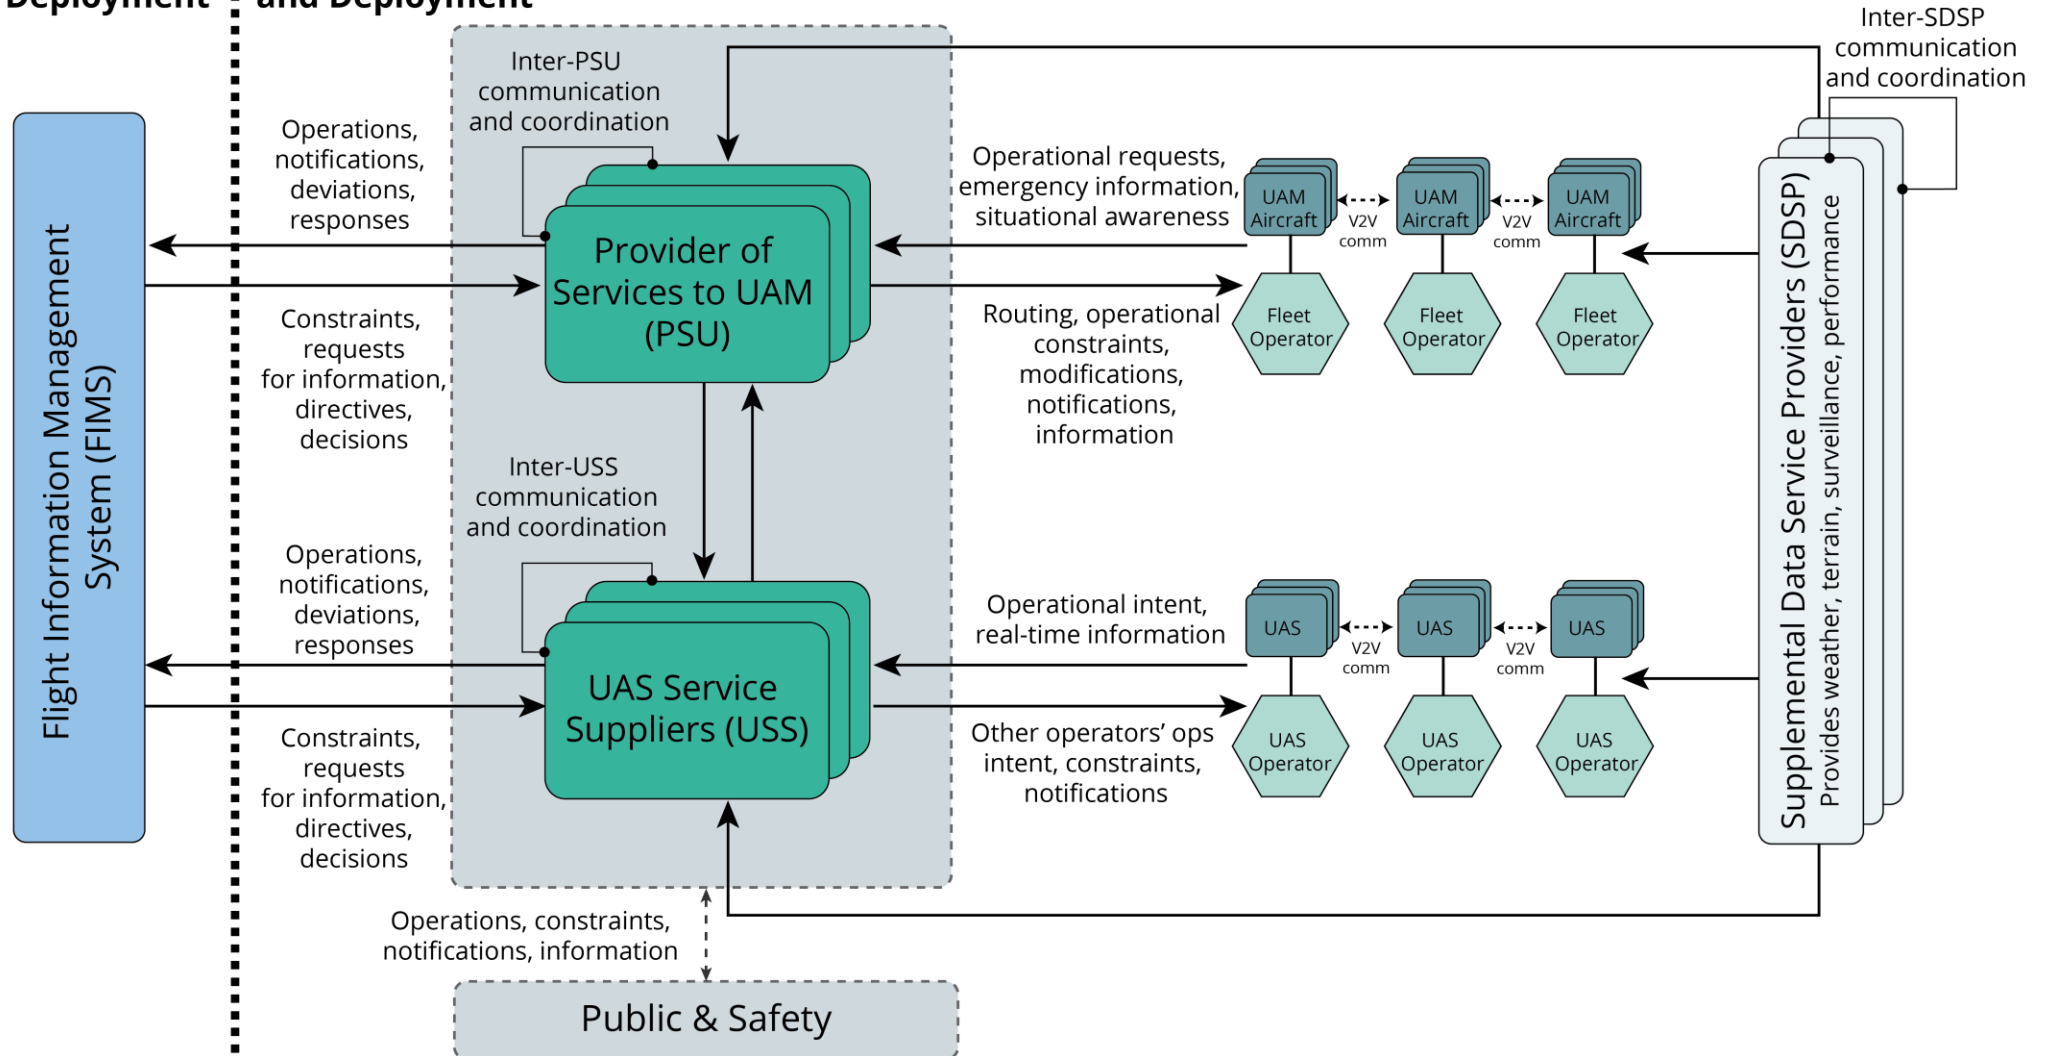 Deployment
and Deployment
Inter-SDSP
communication
and coordination
Inter-PSU
communication
and coordination
Operations,
notifications,
deviations,
responses
Operational requests,
emergency information,
situational awareness
UAM
Aircraft
V2V
comm
UAM
Aircraft
V2V
comm
UAM
Aircraft
Flight Information Management
System (FIMS)
Provider of
Services to UAM
(PSU)
Constraints,
requests
for information,
directives,
decisions
Routing, operational
constraints,
modifications,
notifications,
information
Fleet
Operator
Fleet
Operator
Fleet
Operator
Supplemental Data Service Providers (SDSP)
Provides weather, terrain, surveillance, performance
Inter-USS
communication
and coordination
Operations,
notifications,
deviations,
responses
Operational intent,
real-time information
UAS
V2V
comm
UAS
V2V
comm
UAS
UAS Service
Suppliers (USS)
Constraints,
requests
for information,
directives,
decisions
Other operators’ ops
intent, constraints,
notifications
UAS
Operator
UAS
Operator
UAS
Operator
Operations, constraints,
notifications, information
Public & Safety